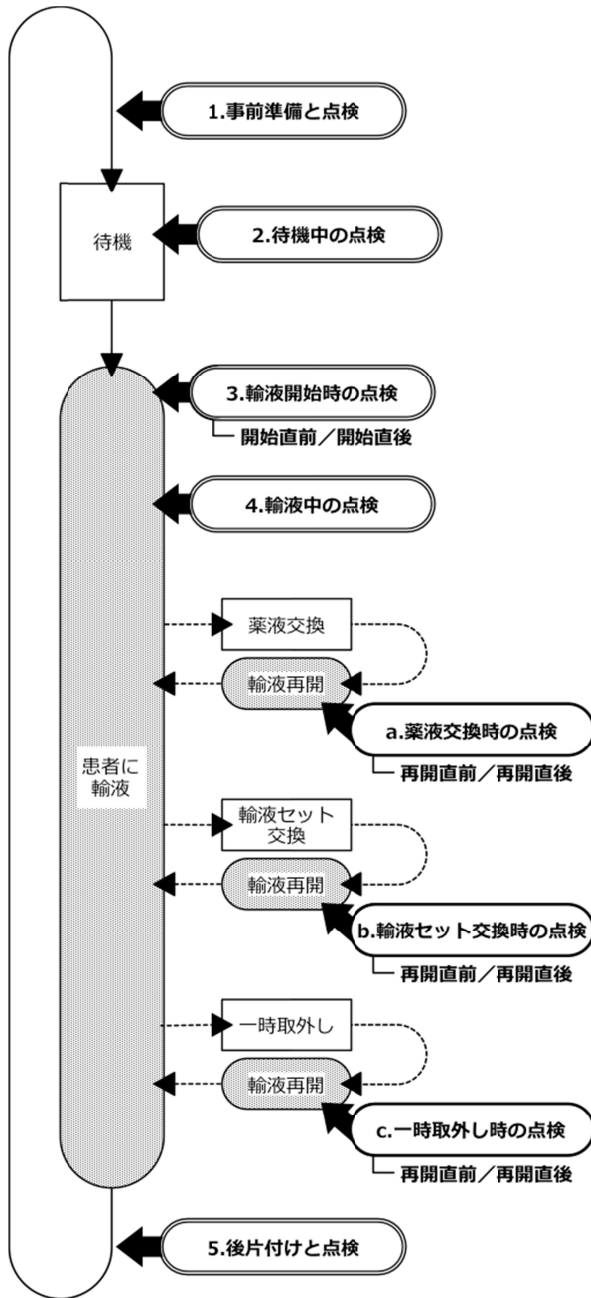 1.事前準備と点検
待機
2.待機中の点検
3.輸液開始時の点検
開始直前／開始直後
4.輸液中の点検
薬液交換
輸液再開
a.薬液交換時の点検
再開直前／再開直後
患者に
輸液
輸液セット
交換
輸液再開
b.輸液セット交換時の点検
再開直前／再開直後
一時取外し
輸液再開
c.一時取外し時の点検
再開直前／再開直後
5.後片付けと点検